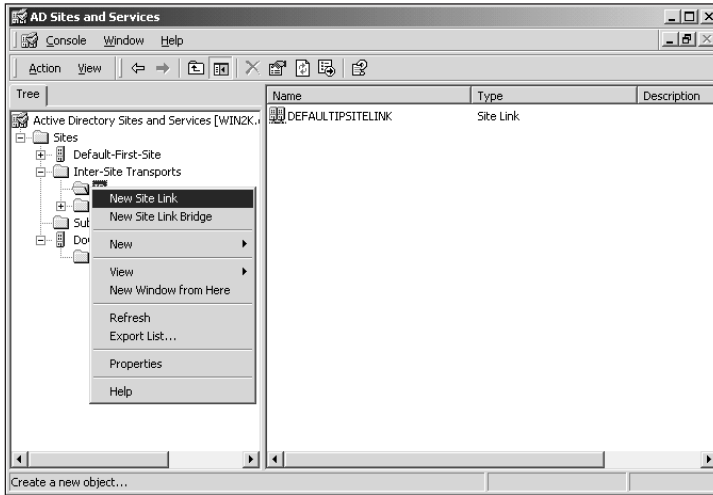 AD Sites and Services
Console Window Help
Action View
Tree
Name Type Description
Active Directory Sites and Services [WIN2K.
DEFAULTIPSITELINK Site Link
Sites
Default-First-Site
Inter-Site Transports
New Site Link
New Site Link Bridge
New
View
New Window from Here
Refresh
Export List...
Properties
Help
Create a new object...